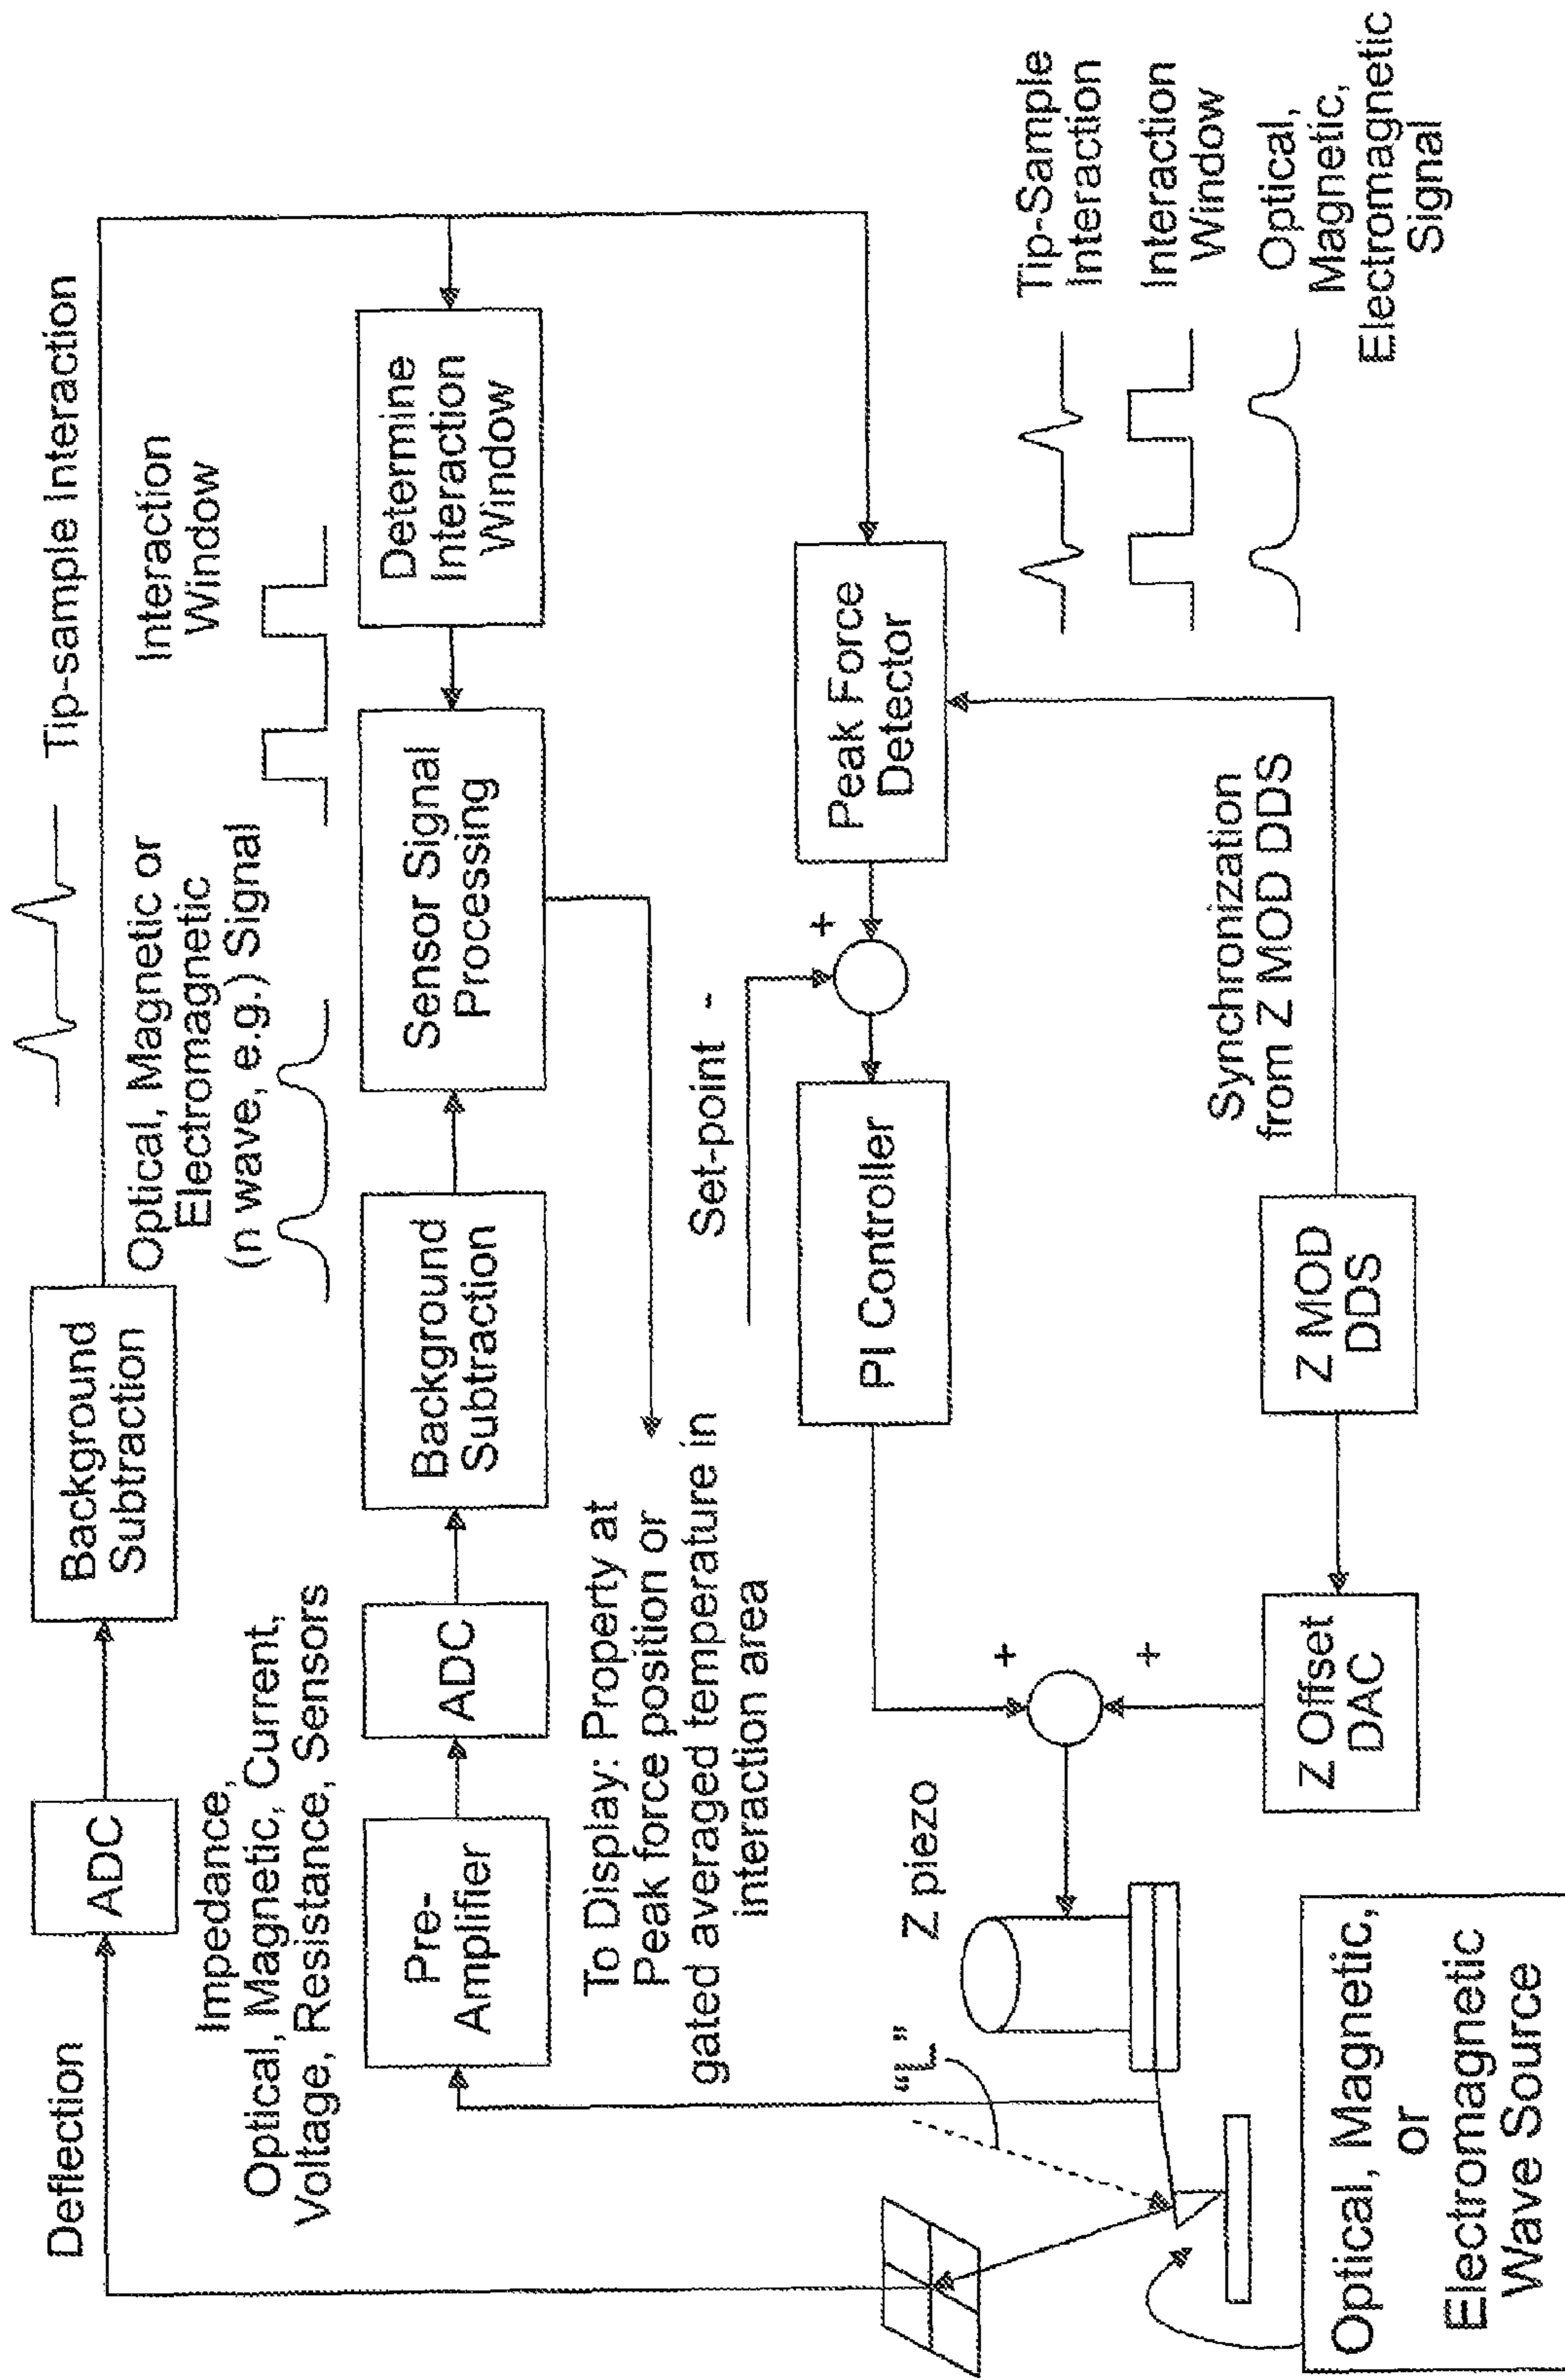 Deflection
ADC
Background
Subtraction
Tip-sample Interaction
Impedance,
Optical, Magnetic, Current,
Voltage, Resistance, Sensors
Optical, Magnetic or
Electromagnetic
(n wave, e.g.) Signal
Interaction
Window
Pre-
Amplifier
ADC
Background
Subtraction
Sensor Signal
Processing
Determine
Interaction
Window
To Display: Property at
Peak force position or
gated averaged temperature in
interaction area
Set-point -
+
"L"
Z piezo
+
+
PI Controller
Peak Force
Detector
Tip-Sample
Interaction
Interaction
Window
Optical,
Magnetic,
Electromagnetic
Signal
Synchronization
from Z MOD DDS
Z Offset
DAC
Z MOD
DDS
Optical, Magnetic,
or
Electromagnetic
Wave Source